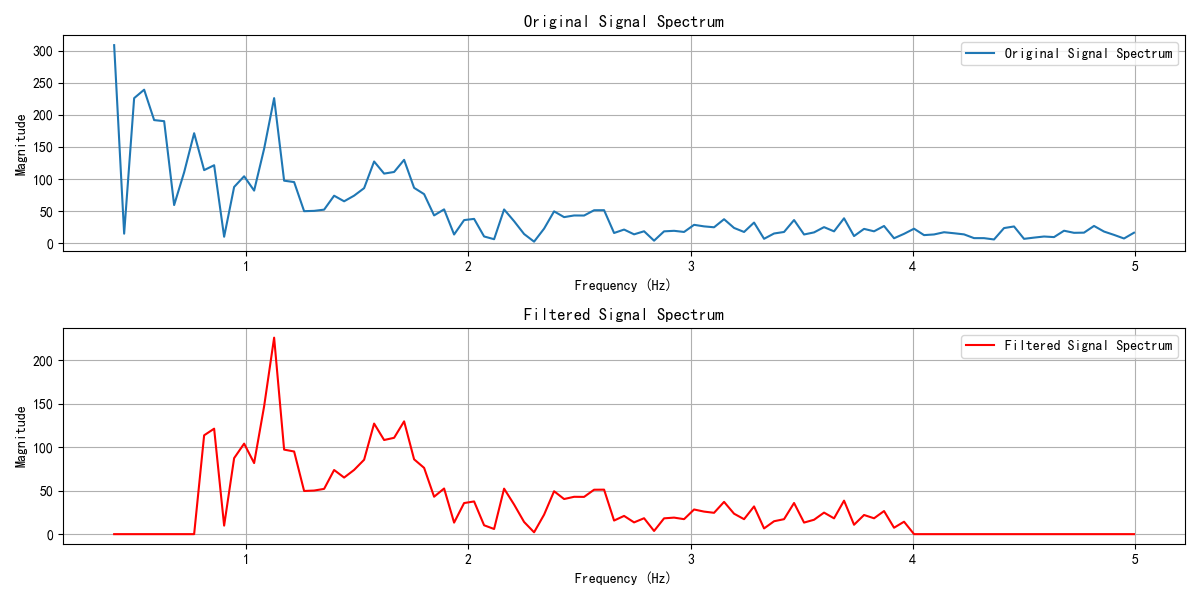 Original Signal Spectrum
Original Signal Spectrum
Magnitude
300
250
200
150
100
50
0
1
2
3
4
5
Frequency (Hz)
Filtered Signal Spectrum
Filtered Signal Spectrum
Magnitude
200
150
100
50
0
1
2
3
4
5
Frequency (Hz)